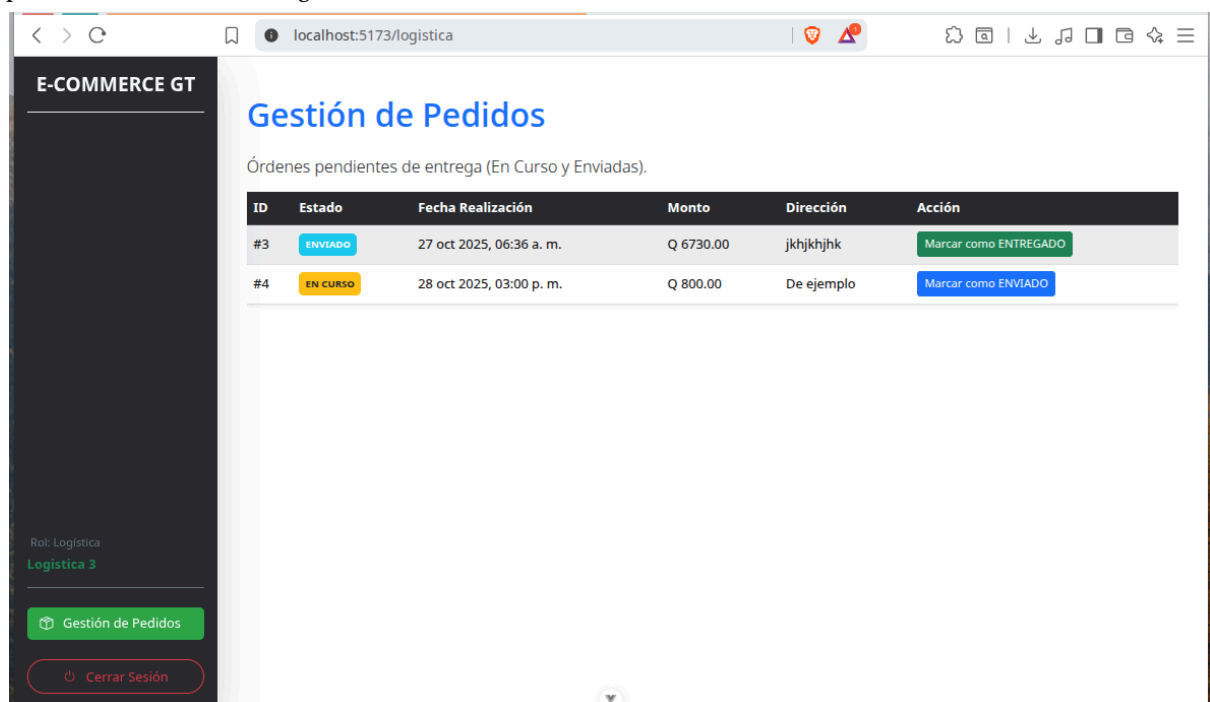 localhost:5173/logistica
E-COMMERCE GT
Gestión de Pedidos
Órdenes pendientes de entrega (En Curso y Enviadas).
ID Estado Fecha Realización Monto Dirección Acción
#3 ENVIADO 27 oct 2025, 06:36 a. m. Q 6730.00 jkhjkhjhk Marcar como ENTREGADO
#4 EN CURSO 28 oct 2025, 03:00 p. m. Q 800.00 De ejemplo Marcar como ENVIADO
Rol: Logística
Logistica 3
Gestión de Pedidos
Cerrar Sesión